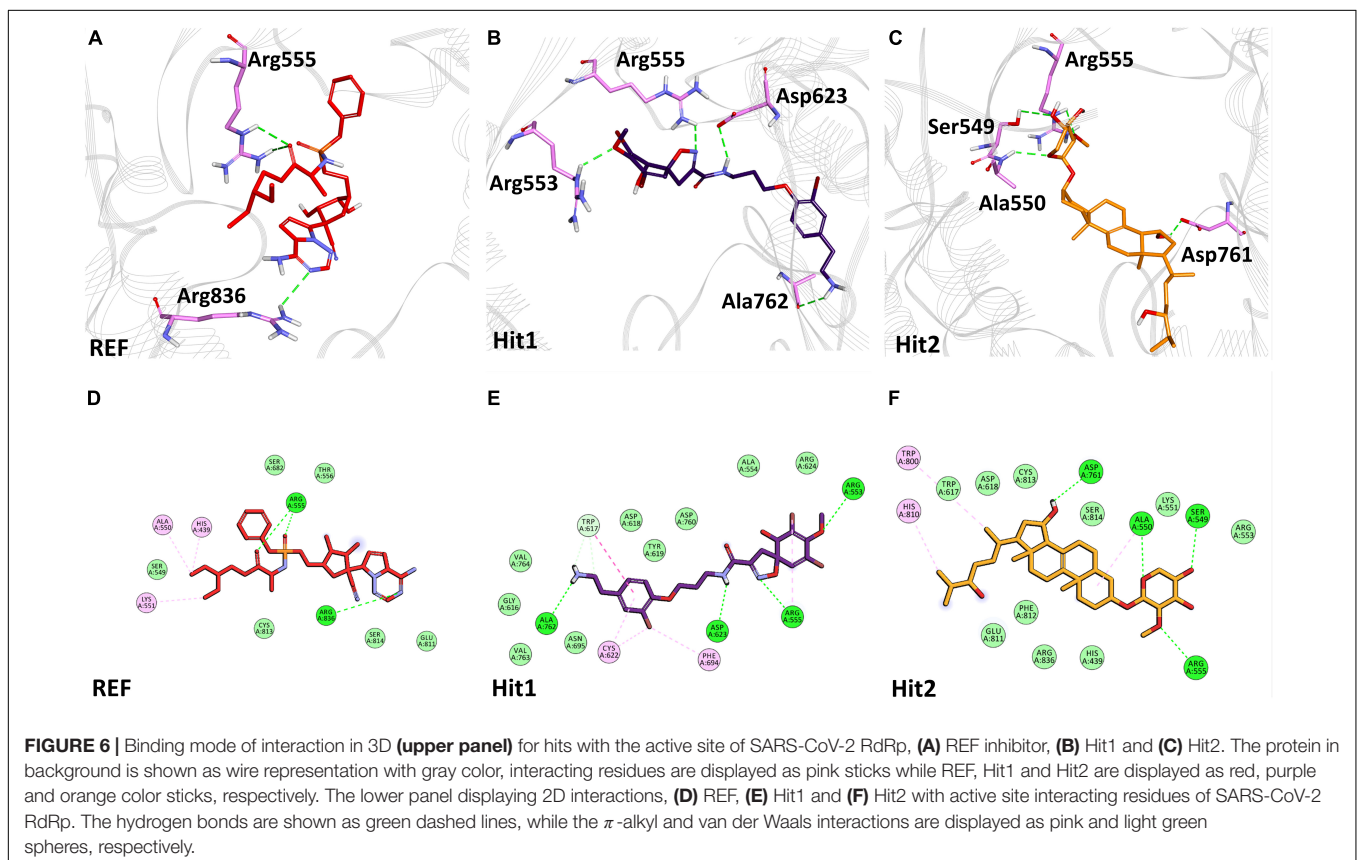 A
Arg555
Arg836
REF
B
Arg555
Asp623
Arg553
Ala762
Hit1
C
Arg555
Ser549
Ala550
Asp761
Hit2
D
SER
A:682
THR
A:556
ARG
A:555
ALA
A:550
HIS
A:439
SER
A:549
LYS
A:551
CYS
A:813
ARG
A:836
SER
A:814
GLU
A:811
REF
E
ALA
A:554
ARG
A:624
ARG
A:553
TRP
A:617
ASP
A:618
ASP
A:760
TYR
A:619
VAL
A:764
GLY
A:616
ALA
A:762
VAL
A:763
ASN
A:695
CYS
A:622
ASP
A:623
PHE
A:694
ARG
A:555
Hit1
F
TRP
A:800
HIS
A:810
TRP
A:617
ASP
A:618
CYS
A:813
ASP
A:761
SER
A:814
ALA
A:550
LYS
A:551
SER
A:549
ARG
A:553
PHE
A:812
GLU
A:811
ARG
A:836
HIS
A:439
ARG
A:555
Hit2
FIGURE 6 | Binding mode of interaction in 3D (upper panel) for hits with the active site of SARS-CoV-2 RdRp, (A) REF inhibitor, (B) Hit1 and (C) Hit2. The protein in
background is shown as wire representation with gray color, interacting residues are displayed as pink sticks while REF, Hit1 and Hit2 are displayed as red, purple
and orange color sticks, respectively. The lower panel displaying 2D interactions, (D) REF, (E) Hit1 and (F) Hit2 with active site interacting residues of SARS-CoV-2
RdRp. The hydrogen bonds are shown as green dashed lines, while the π-alkyl and van der Waals interactions are displayed as pink and light green
spheres, respectively.